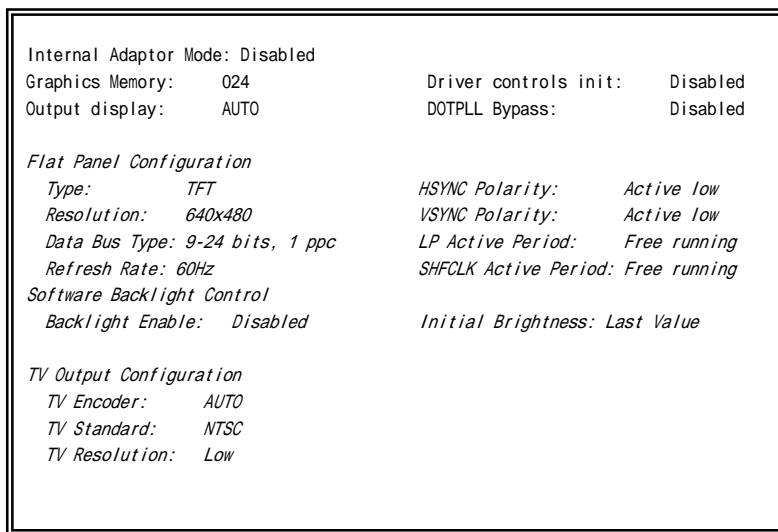 Internal Adaptor Mode: Disabled
Graphics Memory: 024 Driver controls init: Disabled
Output display: AUTO DOTPLL Bypass: Disabled
Flat Panel Configuration
Type: TFT HSYNC Polarity: Active low
Resolution: 640x480 VSYNC Polarity: Active low
Data Bus Type: 9-24 bits, 1 ppc LP Active Period: Free running
Refresh Rate: 60Hz SHFCLK Active Period: Free running
Software Backlight Control
Backlight Enable: Disabled Initial Brightness: Last Value
TV Output Configuration
TV Encoder: AUTO
TV Standard: NTSC
TV Resolution: Low